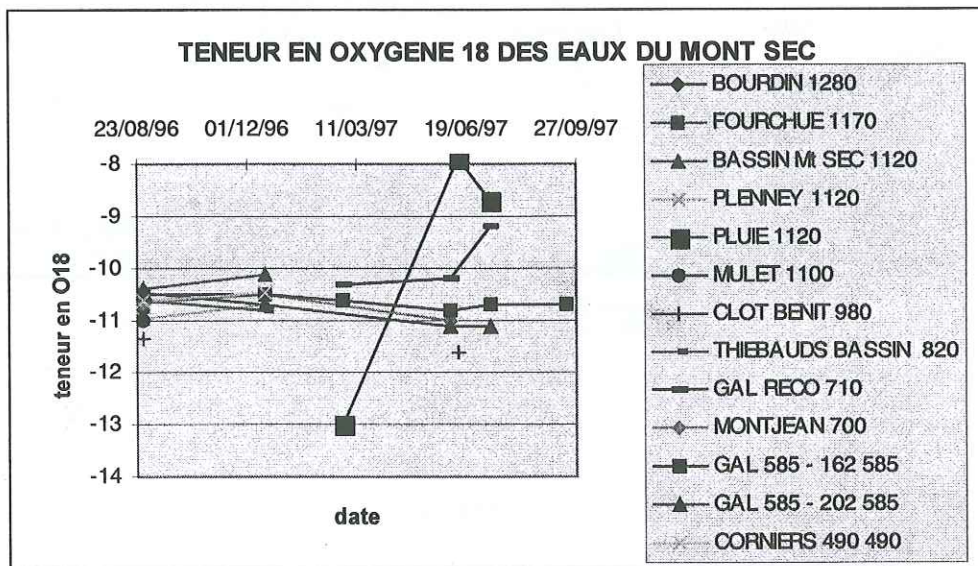 TENEUR EN OXYGENE 18 DES EAUX DU MONT SEC
23/08/96 01/12/96 11/03/97 19/06/97 27/09/97
-8
-9
-10
-11
-12
-13
-14
teneur en O18
date
BOURDIN 1280
FOURCHUE 1170
BASSIN Mt SEC 1120
PLENNEY 1120
PLUIE 1120
MULET 1100
CLOT BENIT 980
THIEBAUDS BASSIN 820
GAL RECO 710
MONTJEAN 700
GAL 585 - 162 585
GAL 585 - 202 585
CORNIERS 490 490